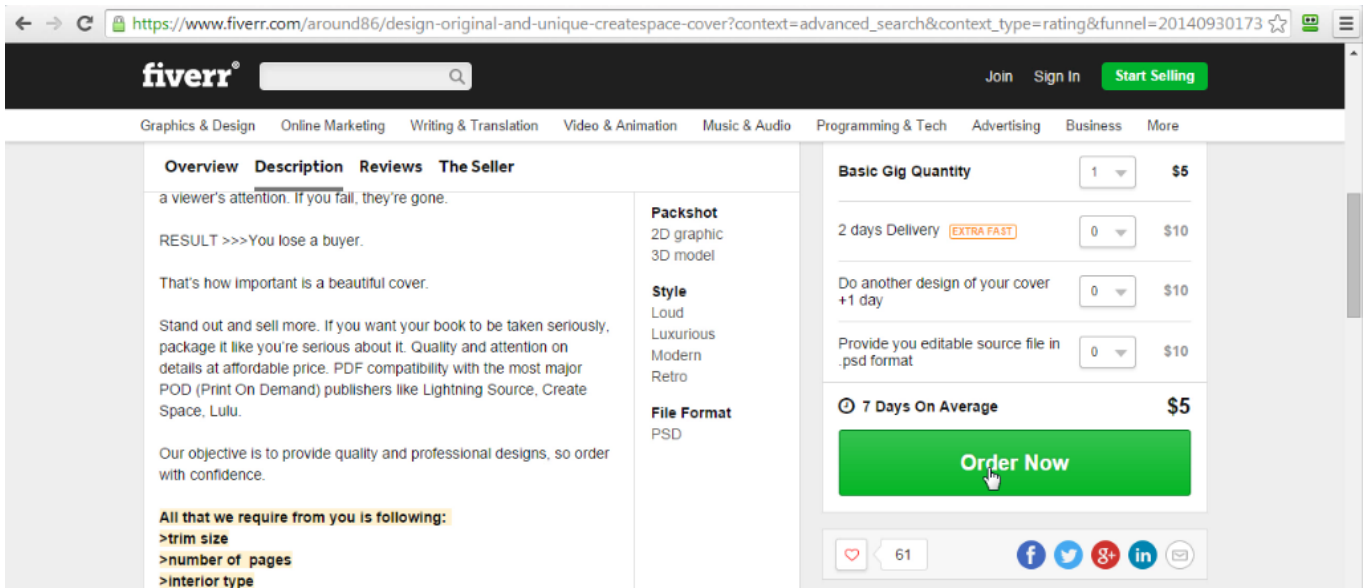 https://www.fiverr.com/around86/design-original-and-unique-createspace-cover?context=advanced_search&context_type=rating&funnel=20140930173
fiverr®
Join Sign In Start Selling
Graphics & Design Online Marketing Writing & Translation Video & Animation Music & Audio Programming & Tech Advertising Business More
Overview Description Reviews The Seller
a viewer's attention. If you fail, they're gone.
RESULT >>>You lose a buyer.
That's how important is a beautiful cover.
Stand out and sell more. If you want your book to be taken seriously,
package it like you're serious about it. Quality and attention on
details at affordable price. PDF compatibility with the most major
POD (Print On Demand) publishers like Lightning Source, Create
Space, Lulu.
Our objective is to provide quality and professional designs, so order
with confidence.
All that we require from you is following:
>trim size
>number of pages
>interior type
Packshot
2D graphic
3D model
Style
Loud
Luxurious
Modern
Retro
File Format
PSD
Basic Gig Quantity 1 $5
2 days Delivery EXTRA FAST 0 $10
Do another design of your cover
+1 day 0 $10
Provide you editable source file in
.psd format 0 $10
7 Days On Average $5
Order Now
61
f 8+ in